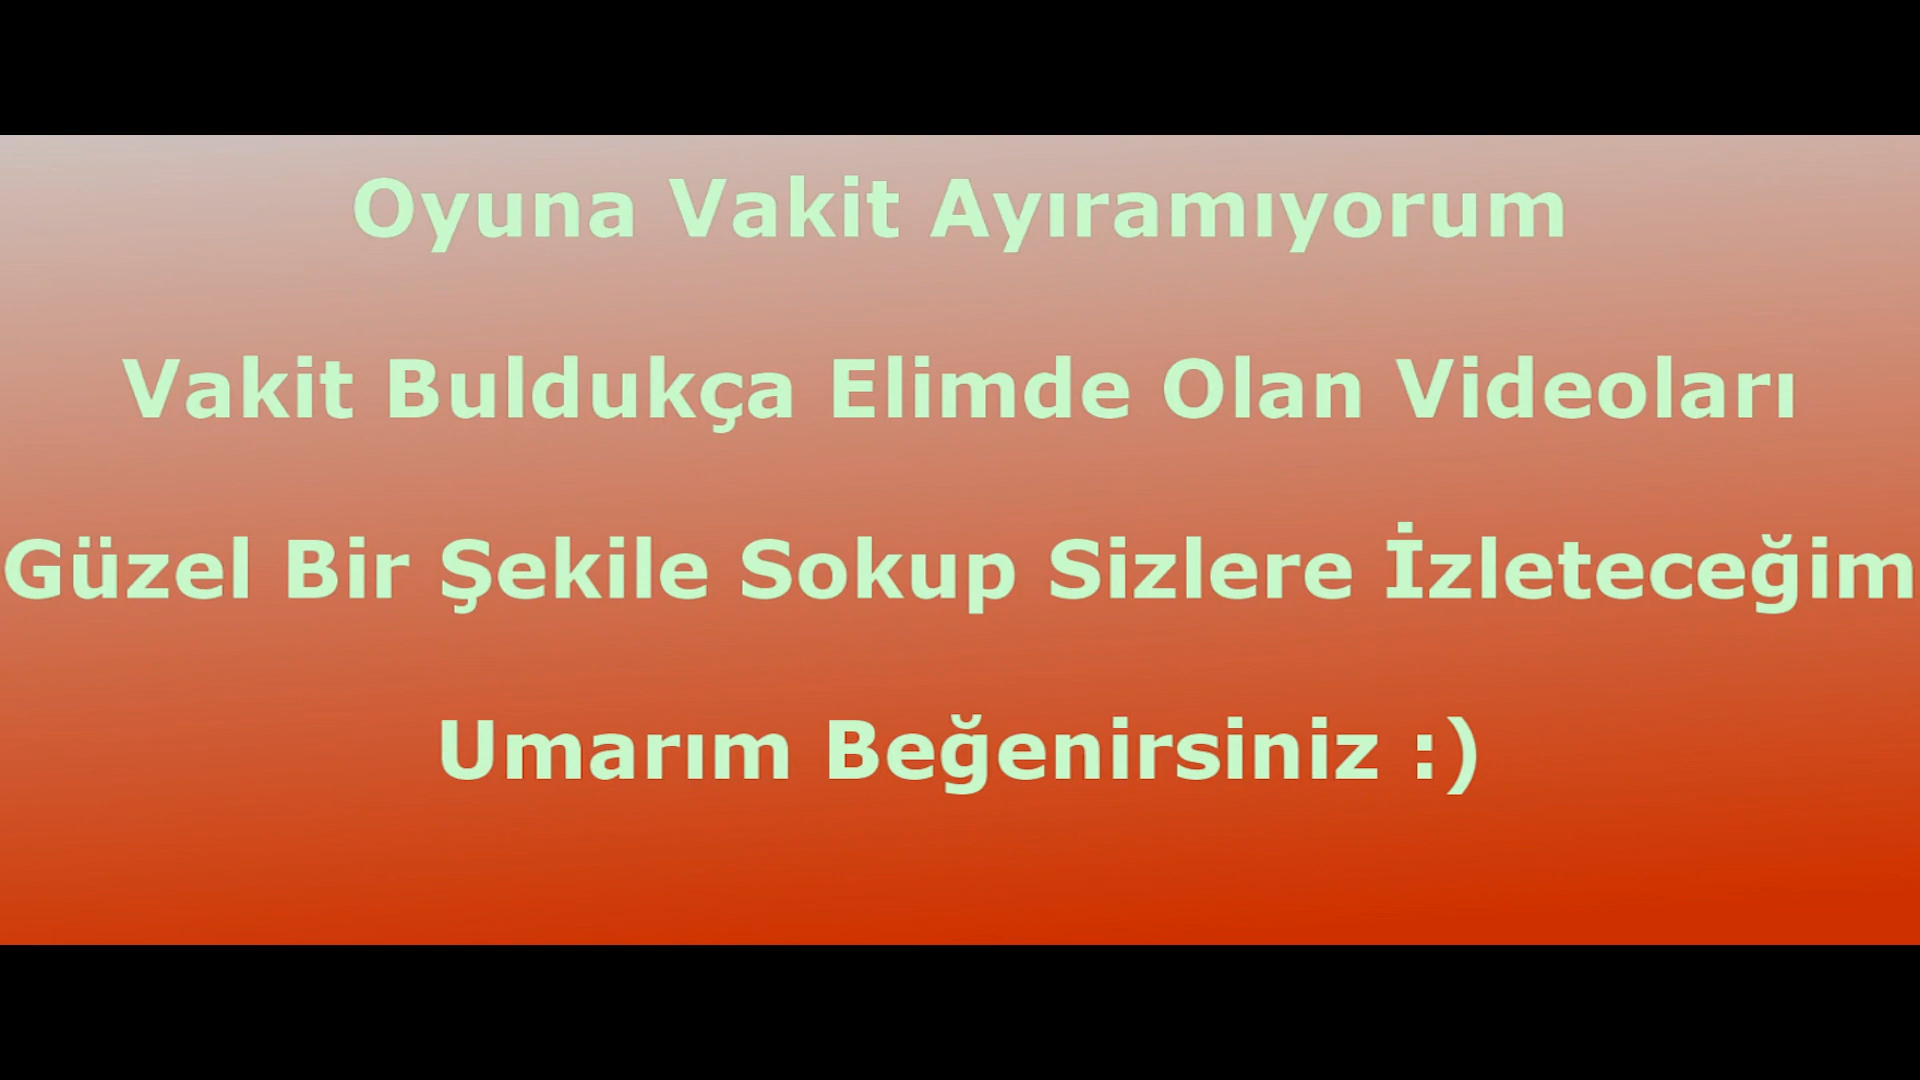 Oyuna Vakit Ayıramıyorum
Vakit Buldukça Elimde Olan Videoları
Güzel Bir Şekile Sokup Sizlere İzleteceğim
Umarım Beğenirsiniz :)